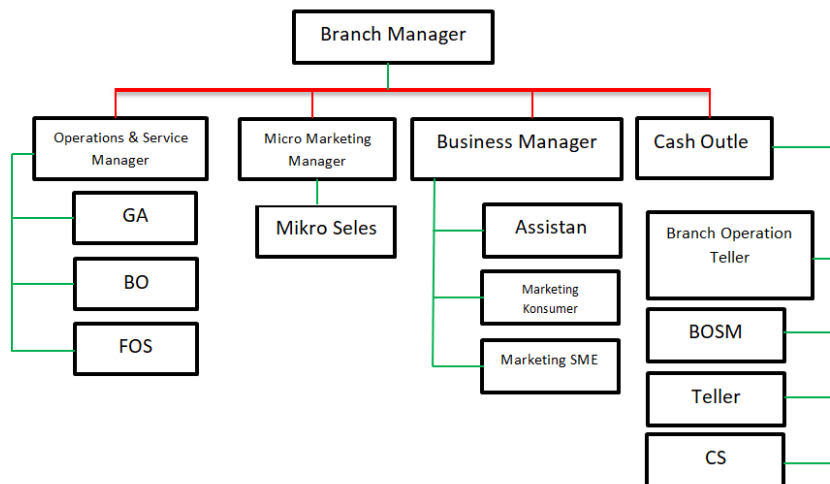 Branch Manager
Operations & Service
Manager
Micro Marketing
Manager
Business Manager
Cash Outle
GA
BO
FOS
Mikro Seles
Assistan
Marketing
Konsumer
Marketing SME
Branch Operation
Teller
BOSM
Teller
CS